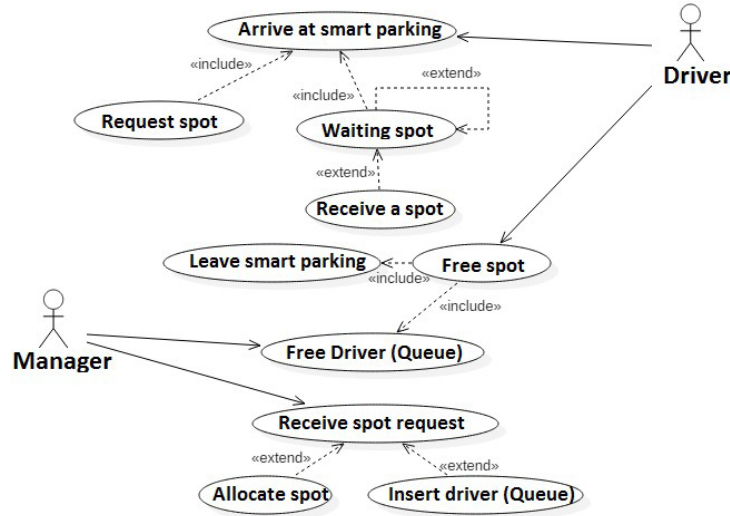 Arrive at smart parking
«include»
«extend»
Driver
«include»
Request spot
Waiting spot
«extend»
Receive a spot
Leave smart parking
Free spot
«include»
«include»
Manager
Free Driver (Queue)
Receive spot request
«extend»
«extend»
Allocate spot
Insert driver (Queue)